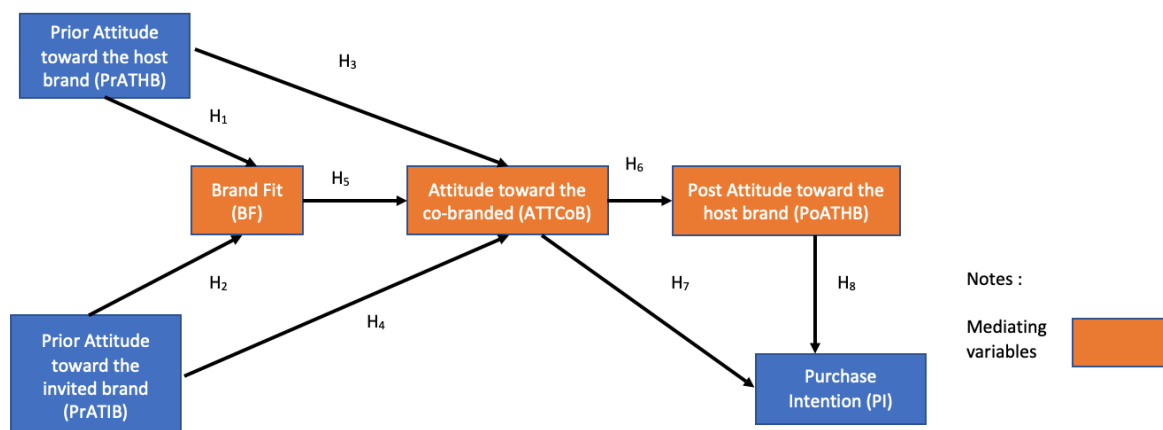 Prior Attitude
toward the host
brand (PrATHB)
H₃
H₁
Brand Fit
(BF)
H₅
Attitude toward the
co-branded (ATTCoB)
H₆
Post Attitude toward the
host brand (PoATHB)
H₂
H₄
H₇
H₈
Prior Attitude
toward the
invited brand
(PrATIB)
Purchase
Intention (PI)
Notes :
Mediating
variables